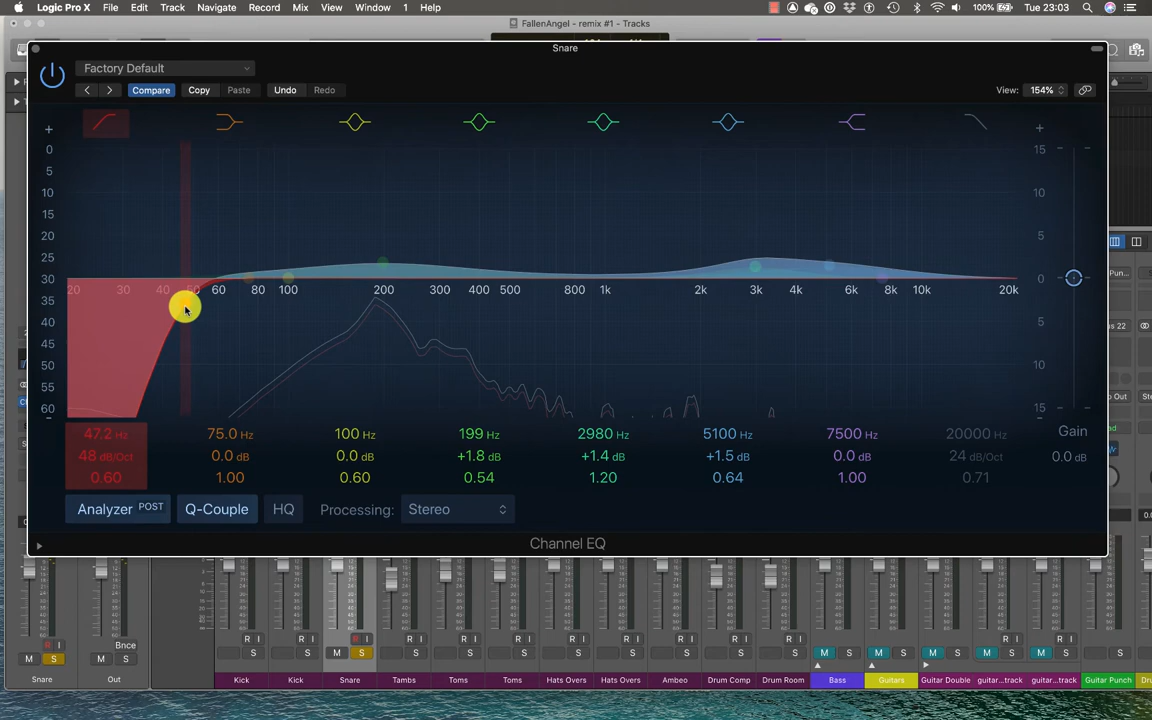 Logic Pro X File Edit Track Navigate Record Mix View Window 1 Help 100% Tue 23:03
FallenAngel - remix #1 - Tracks
Snare
Factory Default
Compare Copy Paste Undo Redo View: 154%
+ +
0 15
5
10 10
15
20 5
25
30 0
20 30 40 50 60 80 100 200 300 400 500 800 1k 2k 3k 4k 6k 8k 10k 20k
35
40 5
45
50 10
55
60 15
- -
47.2 Hz 75.0 Hz 100 Hz 199 Hz 2980 Hz 5100 Hz 7500 Hz 20000 Hz Gain
48 dB/Oct 0.0 dB 0.0 dB +1.8 dB +1.4 dB +1.5 dB 0.0 dB 24 dB/Oct 0.0 dB
0.60 1.00 0.60 0.54 1.20 0.64 1.00 0.71
Analyzer POST Q-Couple HQ Processing: Stereo
Channel EQ
R I Bnce
M S M S
Snare Out Kick Kick Snare Tambs Toms Toms Hats Overs Hats Overs Ambeo Drum Comp Drum Room Bass Guitars Guitar Double guitar...track guitar...track Guitar Punch